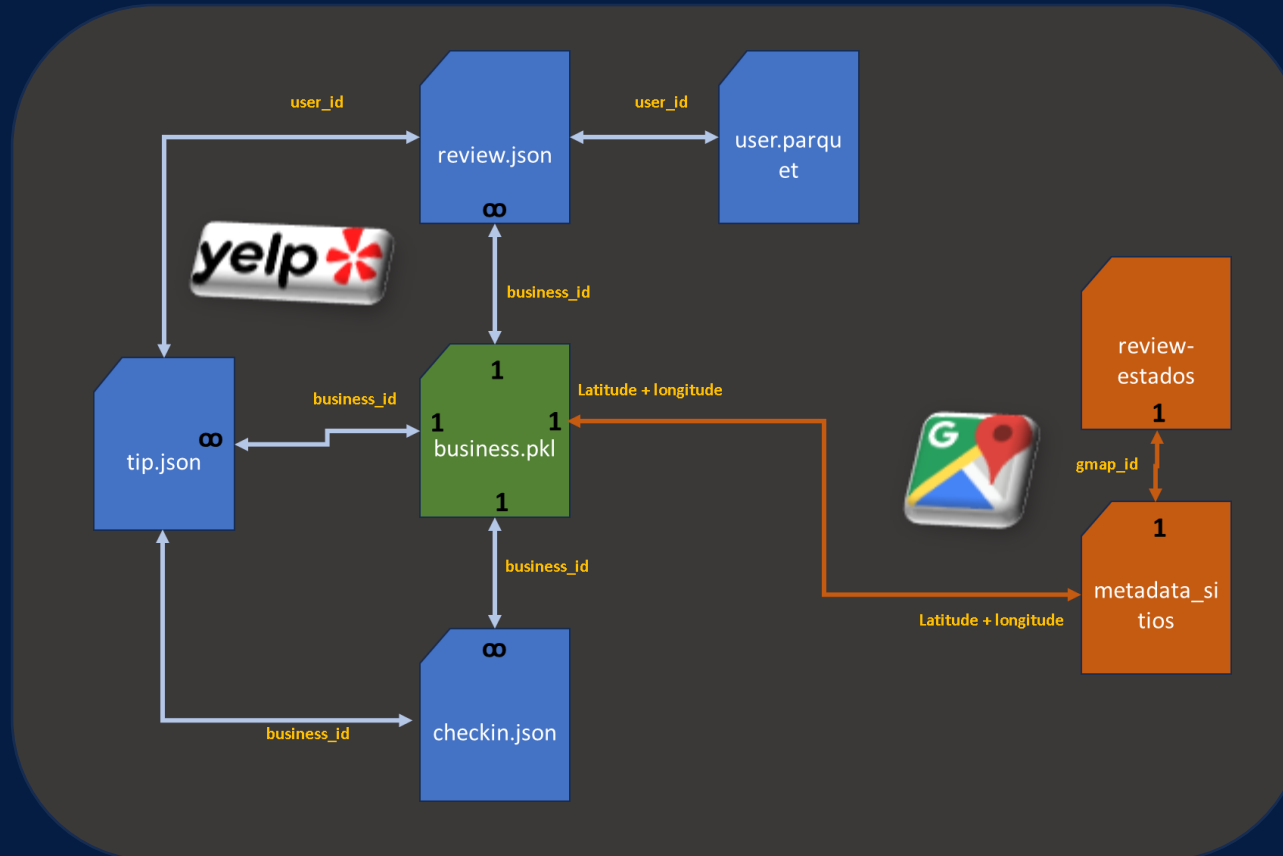 user_id
user_id
review.json
∞
user.parqu
et
yelp
business_id
review-
estados
1
gmap_id
1
metadata_si
tios
Latitude + longitude
Latitude + longitude
business_id
1
1
1
business.pkl
1
∞
tip.json
business_id
∞
checkin.json
business_id
G